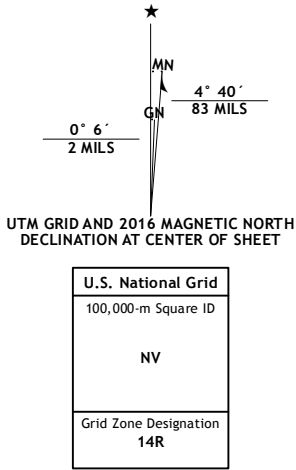 ★
MN
4° 40´
83 MILS
GN
0° 6´
2 MILS
UTM GRID AND 2016 MAGNETIC NORTH
DECLINATION AT CENTER OF SHEET
U.S. National Grid
100,000-m Square ID
NV
Grid Zone Designation
14R